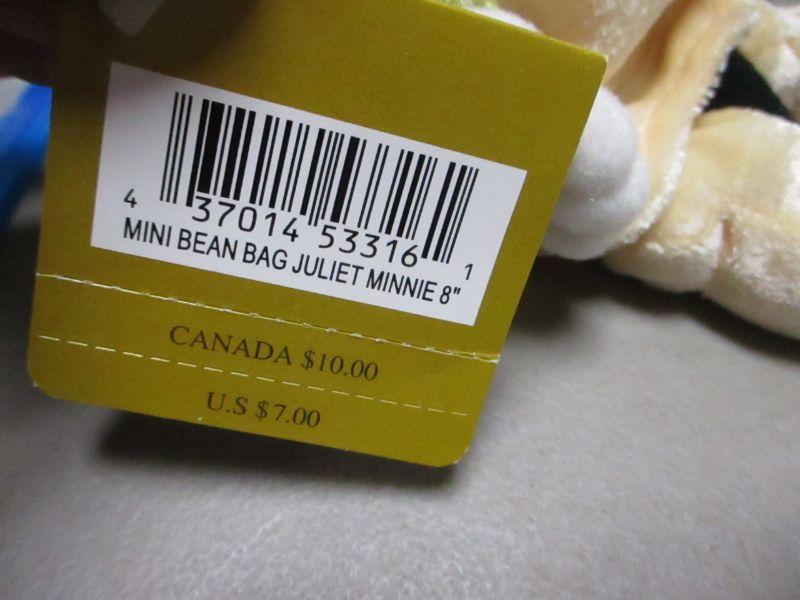 4 37014 53316 1
MINI BEAN BAG JULIET MINNIE 8"
CANADA $10.00
U.S $7.00